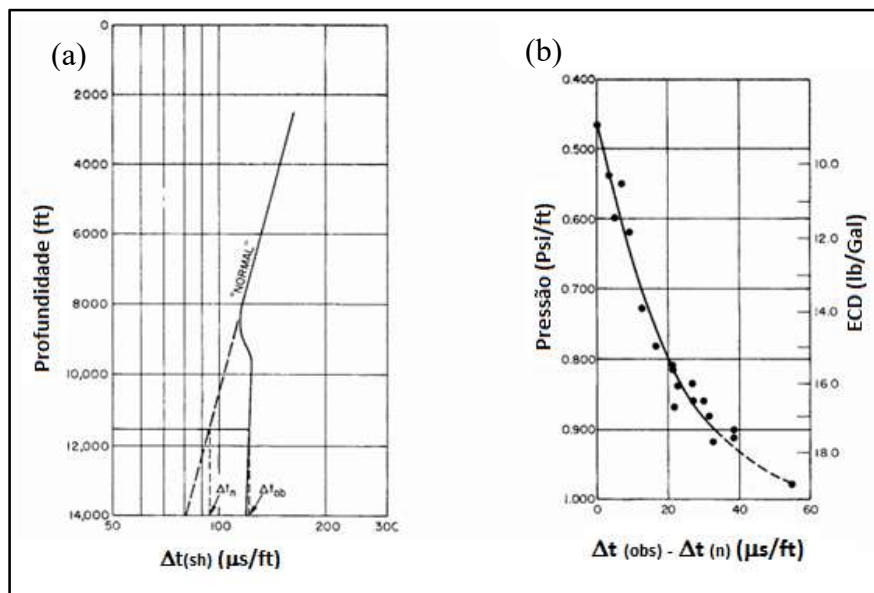 (a)
0
2000
4000
6000
8000
10,000
12,000
14,000
Profundidade (ft)
"NORMAL"
Δtn
Δtob
50
100
200
30C
Δt(sh) (µs/ft)
(b)
0.400
0.500
0.600
0.700
0.800
0.900
1.000
Pressão (Psi/ft)
10.0
12.0
14.0
16.0
18.0
ECD (lb/Gal)
0
20
40
60
Δt (obs) - Δt (n) (µs/ft)